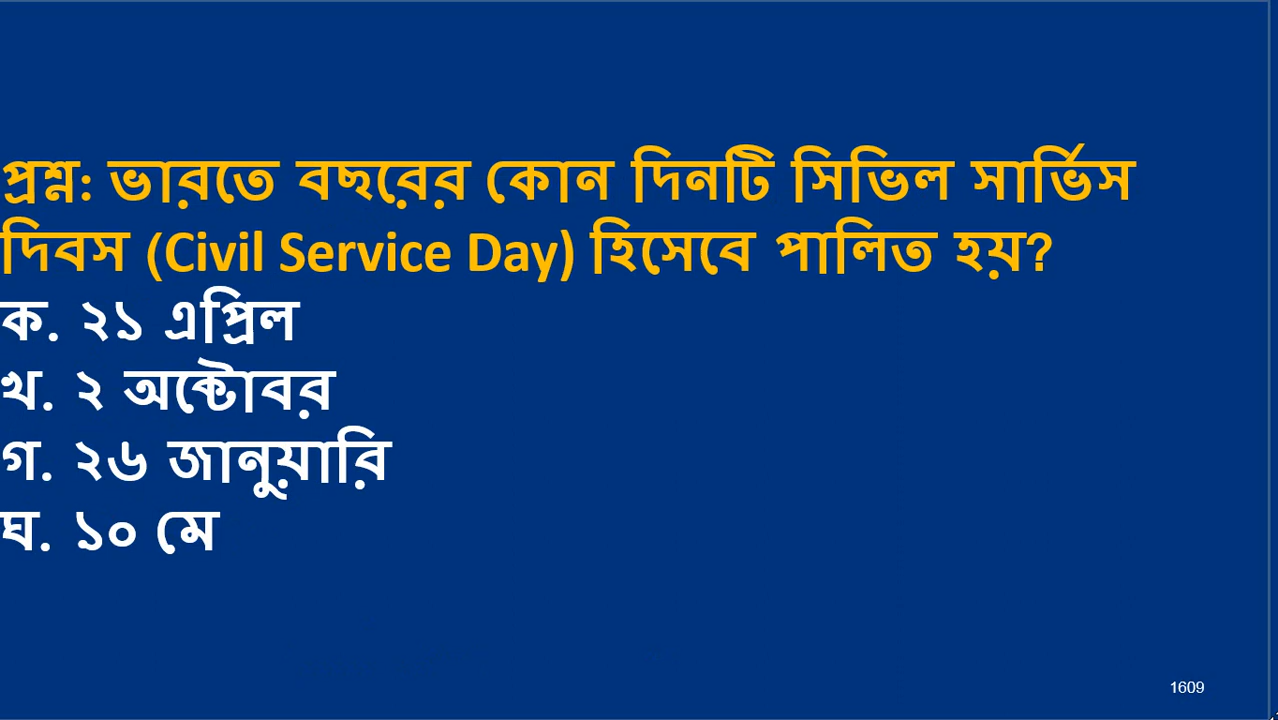 প্রশ্ন: ভারতে বছরের কোন দিনটি সিভিল সার্ভিস
দিবস (Civil Service Day) হিসেবে পালিত হয়?
ক. ২১ এপ্রিল
খ. ২ অক্টোবর
গ. ২৬ জানুয়ারি
ঘ. ১০ মে
1609